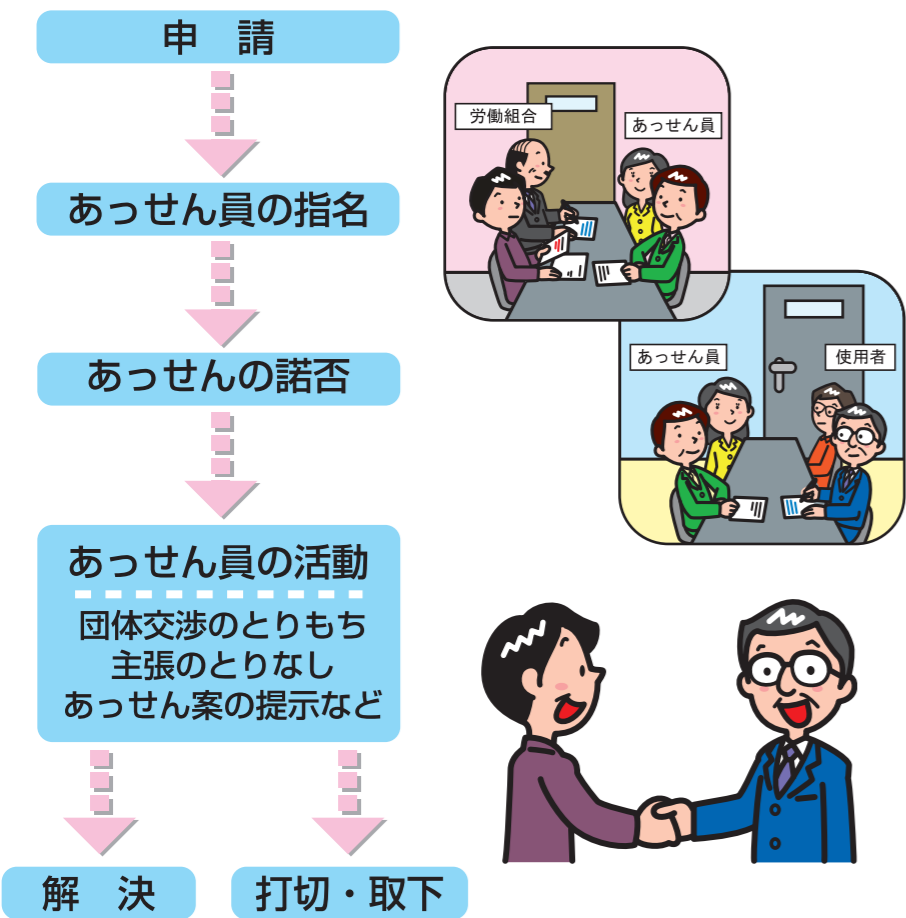 申　請
あっせん員の指名
あっせんの諾否
あっせん員の活動
団体交渉のとりもち
主張のとりなし
あっせん案の提示など
解　決
打切・取下
労働組合
あっせん員
あっせん員
使用者